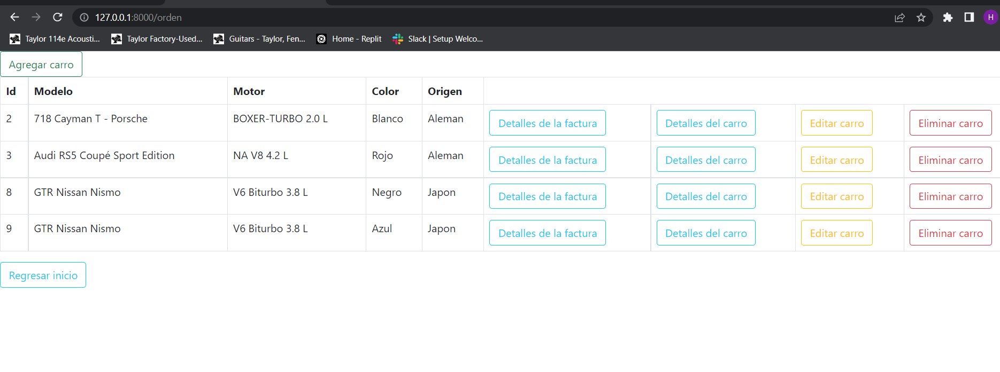 127.0.0.1:8000/orden
H
Taylor 114e Acousti... Taylor Factory-Used... Guitars - Taylor, Fen... Home - Replit Slack | Setup Welco...
Agregar carro
Id Modelo Motor Color Origen
2 718 Cayman T - Porsche BOXER-TURBO 2.0 L Blanco Aleman Detalles de la factura Detalles del carro Editar carro Eliminar carro
3 Audi RS5 Coupé Sport Edition NA V8 4.2 L Rojo Aleman Detalles de la factura Detalles del carro Editar carro Eliminar carro
8 GTR Nissan Nismo V6 Biturbo 3.8 L Negro Japon Detalles de la factura Detalles del carro Editar carro Eliminar carro
9 GTR Nissan Nismo V6 Biturbo 3.8 L Azul Japon Detalles de la factura Detalles del carro Editar carro Eliminar carro
Regresar inicio